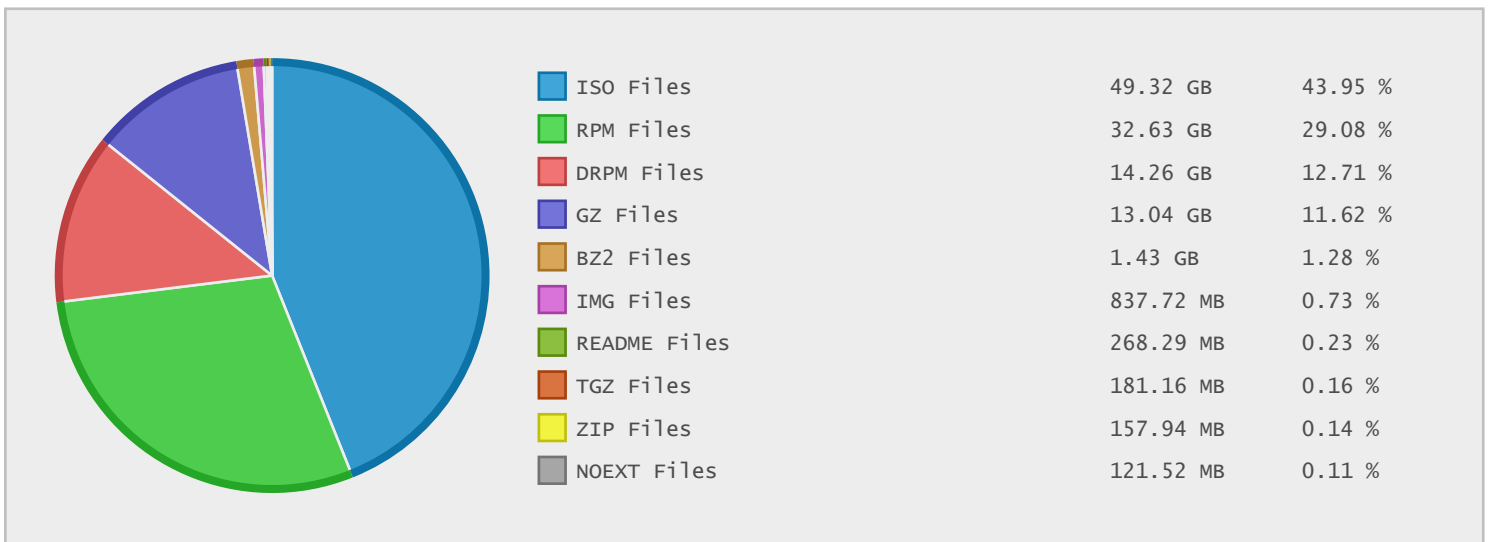 ISO Files 49.32 GB 43.95 %
RPM Files 32.63 GB 29.08 %
DRPM Files 14.26 GB 12.71 %
GZ Files 13.04 GB 11.62 %
BZ2 Files 1.43 GB 1.28 %
IMG Files 837.72 MB 0.73 %
README Files 268.29 MB 0.23 %
TGZ Files 181.16 MB 0.16 %
ZIP Files 157.94 MB 0.14 %
NOEXT Files 121.52 MB 0.11 %